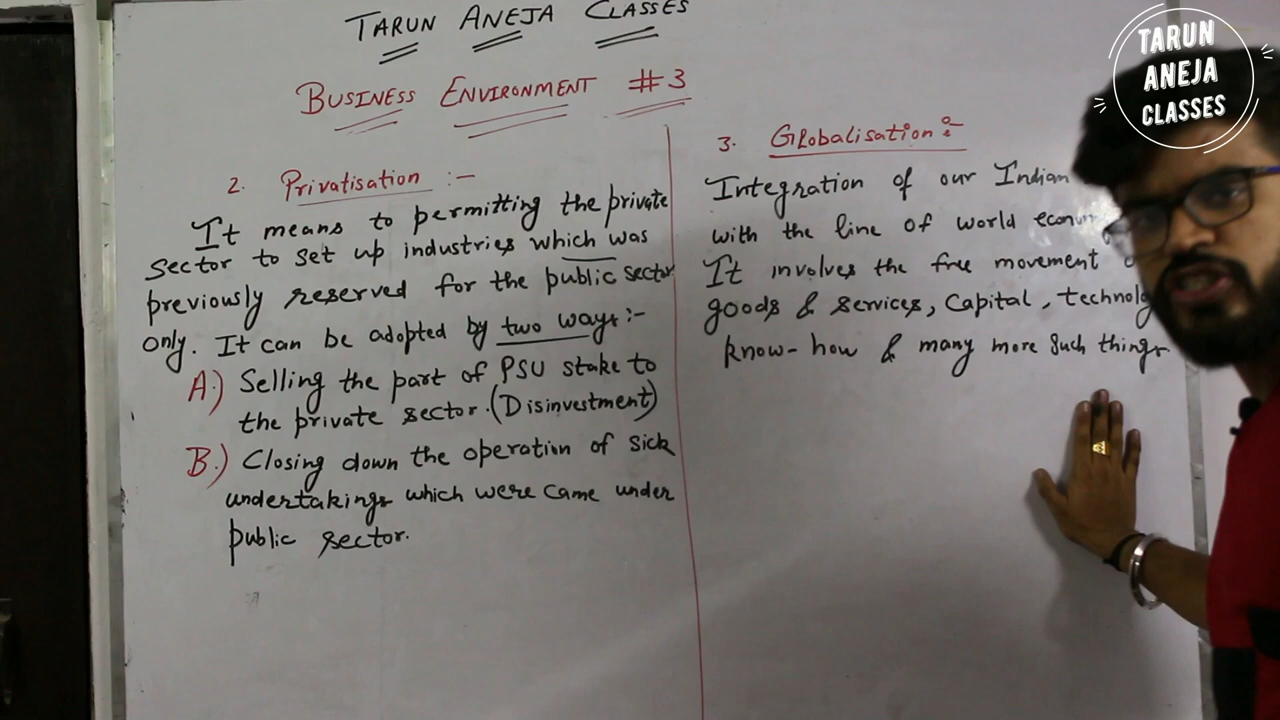 TARUN ANEJA CLASSES
BUSINESS ENVIRONMENT #3
2. Privatisation :-
It means to permitting the private
sector to set up industries which was
previously reserved for the public sector
only. It can be adopted by two ways:-
A.) Selling the part of PSU stake to
the private sector. (Disinvestment)
B.) Closing down the operation of sick
undertakings which were came under
public sector.
3. Globalisation :-
Integration of our Indian
with the line of world econ
It involves the free movement
goods & services, Capital, technolog
know-how & many more such things
TARUN
ANEJA
CLASSES